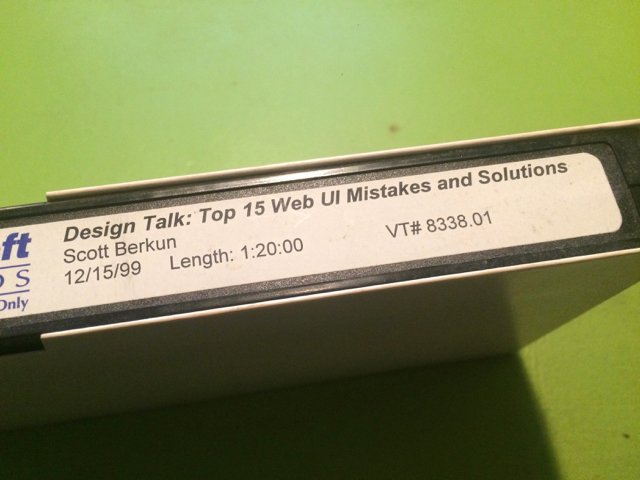 ft
Design Talk: Top 15 Web UI Mistakes and Solutions
Scott Berkun
12/15/99 Length: 1:20:00 VT# 8338.01
OS
Only